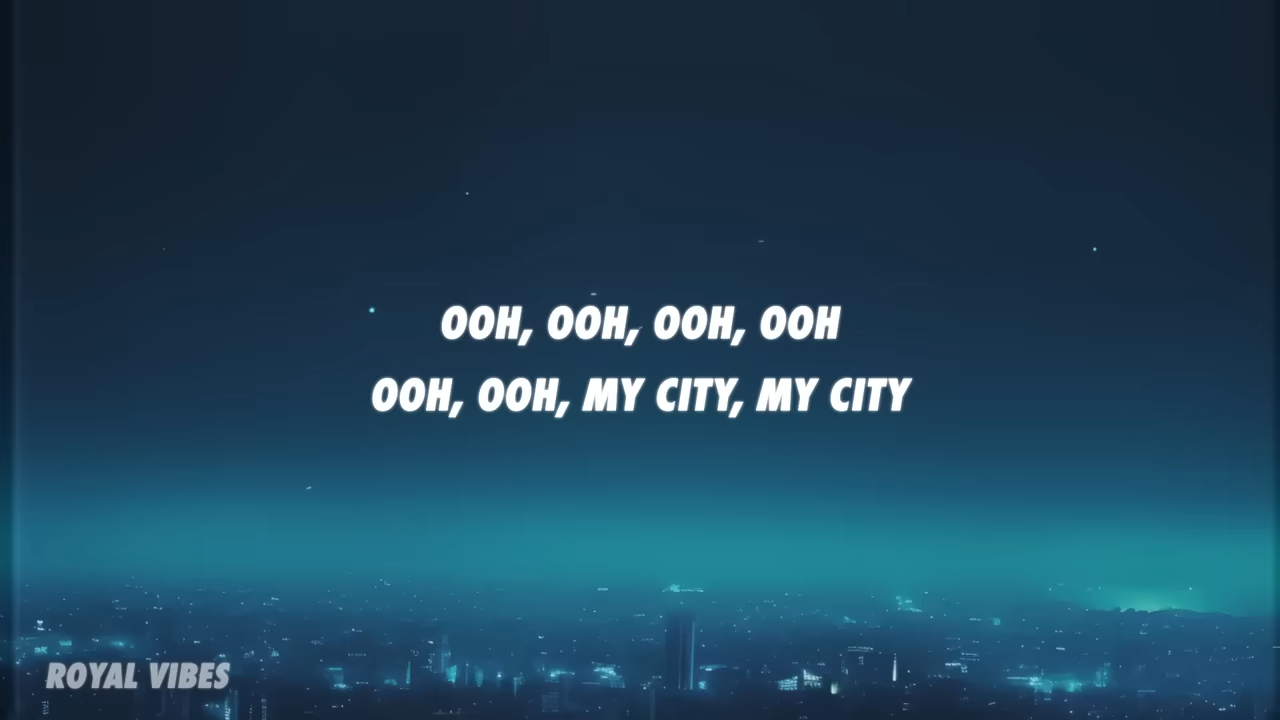 OOH, OOH, OOH, OOH
OOH, OOH, MY CITY, MY CITY
ROYAL VIBES